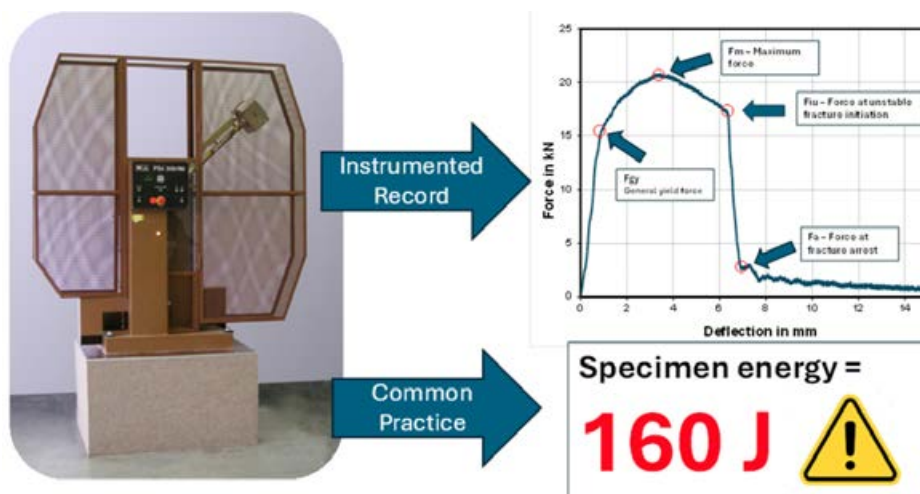 25
20
15
10
5
0
0
2
4
6
8
10
12
14
Force in kN
Deflection in mm
Fm – Maximum
force
Fiu – Force at unstable
fracture initiation
Fgy
General yield force
Fa – Force at
fracture arrest
Instrumented
Record
Common
Practice
Specimen energy =
160 J
!